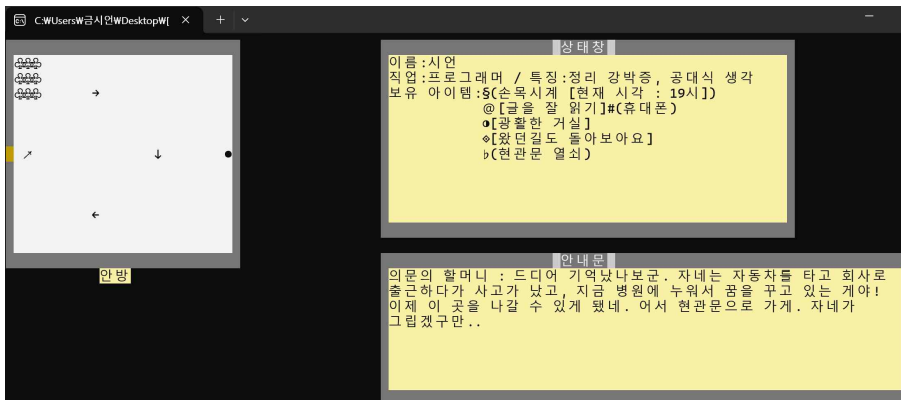 C:₩Users₩금시언₩Desktop₩[
상태창
이름:시언
직업:프로그래머 / 특징:정리 강박증, 공대식 생각
보유 아이템:§(손목시계 [현재 시각 : 19시])
@[글을 잘 읽기]#(휴대폰)
◑[광활한 거실]
◈[왔던길도 돌아보아요]
♭(현관문 열쇠)
→
↗ ↓ ●
←
안방
안내문
의문의 할머니 : 드디어 기억났나보군. 자네는 자동차를 타고 회사로
출근하다가 사고가 났고, 지금 병원에 누워서 꿈을 꾸고 있는 게야!
이제 이 곳을 나갈 수 있게 됐네. 어서 현관문으로 가게. 자네가
그립겠구만..